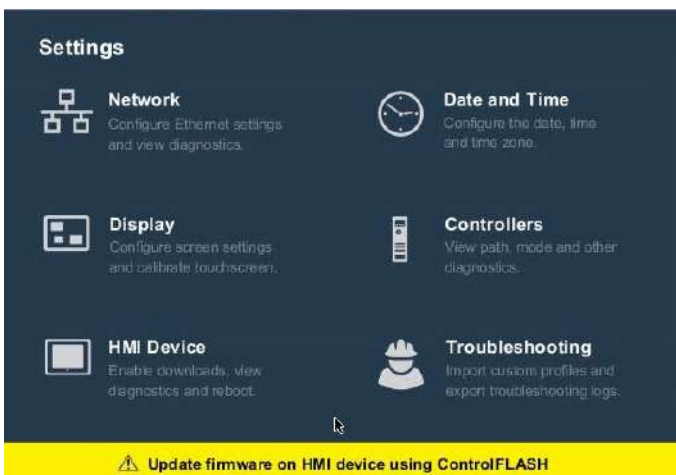 Settings
Network
Configure Ethernet settings
and view diagnostics.
Date and Time
Configure the date, time
and time zone.
Display
Configure screen settings
and calibrate touchscreen.
Controllers
View path, mode and other
diagnostics.
HMI Device
Enable downloads, view
diagnostics and reboot.
Troubleshooting
Import custom profiles and
export troubleshooting logs.
Update firmware on HMI device using ControlFLASH